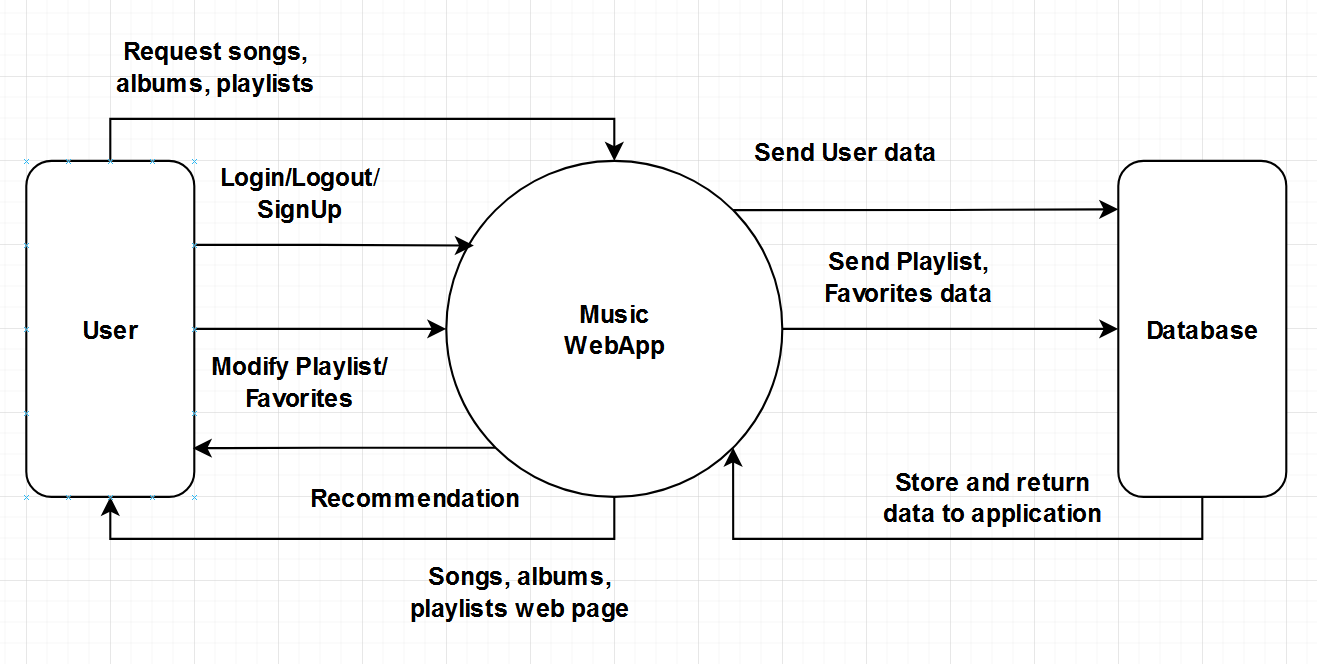 Request songs,
albums, playlists
Send User data
Login/Logout/
SignUp
Send Playlist,
Favorites data
User
Music
WebApp
Database
Modify Playlist/
Favorites
Recommendation
Store and return
data to application
Songs, albums,
playlists web page